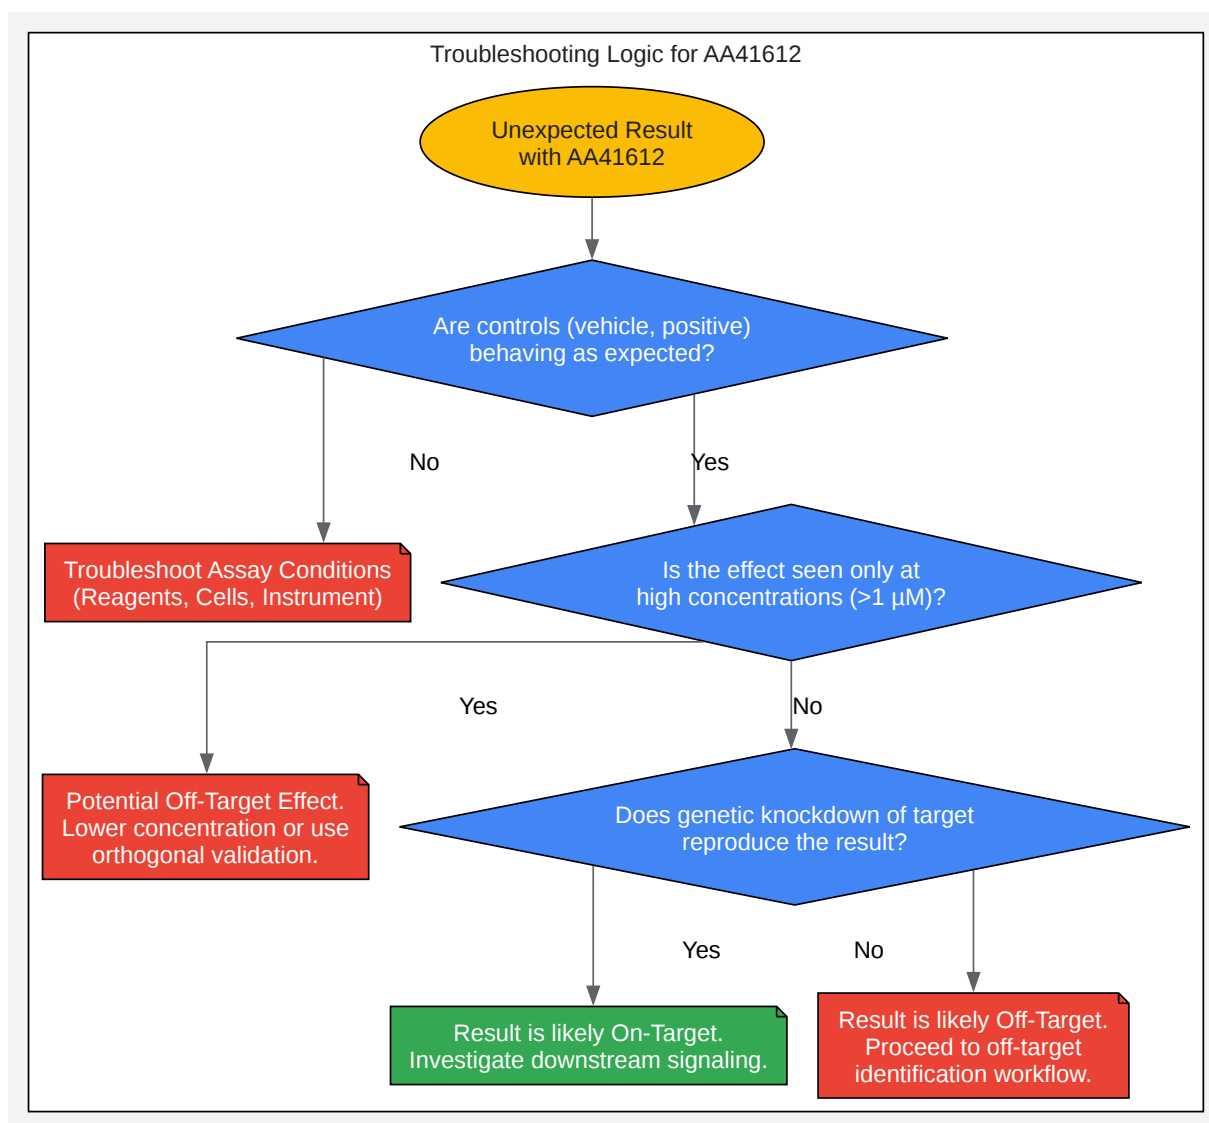 Troubleshooting Logic for AA41612
Unexpected Result
with AA41612
Are controls (vehicle, positive)
behaving as expected?
No
Yes
Troubleshoot Assay Conditions
(Reagents, Cells, Instrument)
Is the effect seen only at
high concentrations (>1 µM)?
Yes
No
Potential Off-Target Effect.
Lower concentration or use
orthogonal validation.
Does genetic knockdown of target
reproduce the result?
Yes
No
Result is likely On-Target.
Investigate downstream signaling.
Result is likely Off-Target.
Proceed to off-target
identification workflow.